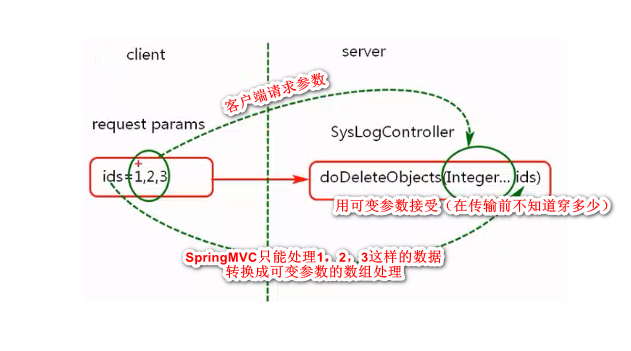 client
server
客户端请求参数
request params
SysLogController
ids=1,2,3
doDeleteObjects(Integer... ids)
用可变参数接受（在传输前不知道穿多少）
SpringMVC只能处理1，2，,3这样的数据
转换成可变参数的数组处理